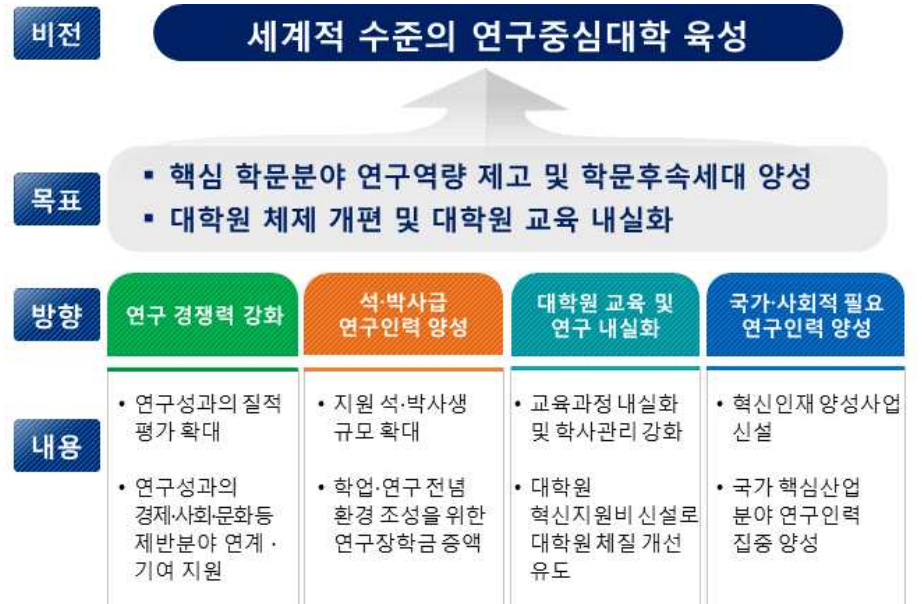 비전
세계적 수준의 연구중심대학 육성
목표
▪ 핵심 학문분야 연구역량 제고 및 학문후속세대 양성
▪ 대학원 체제 개편 및 대학원 교육 내실화
방향
연구 경쟁력 강화
석·박사급
연구인력 양성
대학원 교육 및
연구 내실화
국가·사회적 필요
연구인력 양성
내용
• 연구성과의 질적
평가 확대
• 연구성과의
경제·사회·문화등
제반분야 연계·
기여 지원
• 지원 석·박사생
규모 확대
• 학업·연구 전념
환경 조성을 위한
연구장학금 증액
• 교육과정 내실화
및 학사관리 강화
• 대학원
혁신지원비 신설로
대학원 체질 개선
유도
• 혁신인재 양성사업
신설
• 국가 핵심산업
분야 연구인력
집중 양성